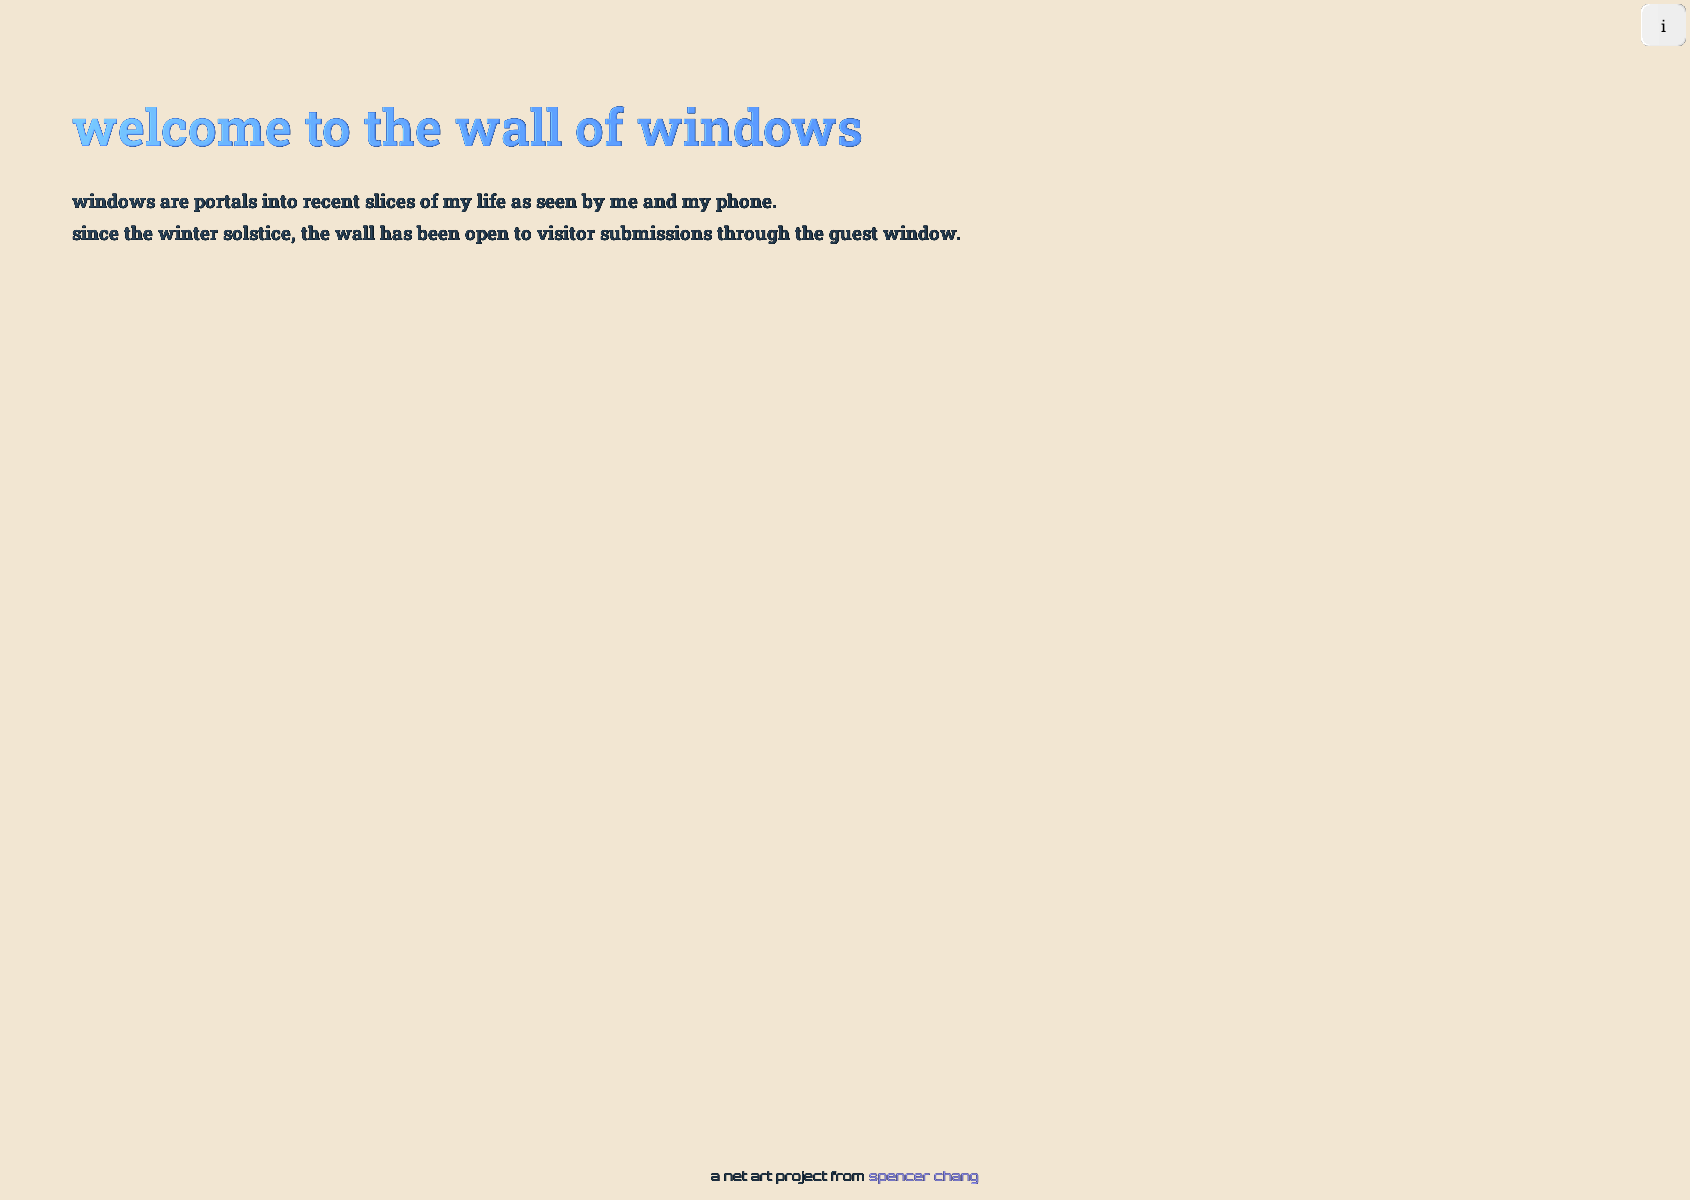 i
welcome to the wall of windows
windows are portals into recent slices of my life as seen by me and my phone.
since the winter solstice, the wall has been open to visitor submissions through the guest window.
a net art project from spencer chang